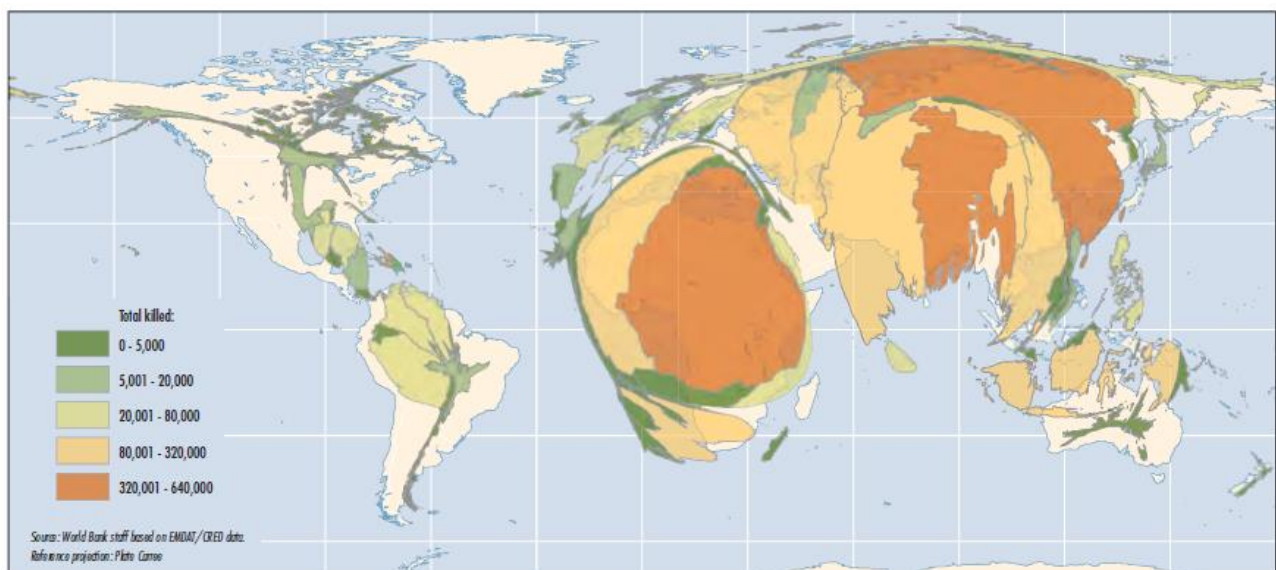 Total killed:
0 - 5,000
5,001 - 20,000
20,001 - 80,000
80,001 - 320,000
320,001 - 640,000
Source: World Bank staff based on EMDAT/CRED data.
Reference projection: Plate Carree